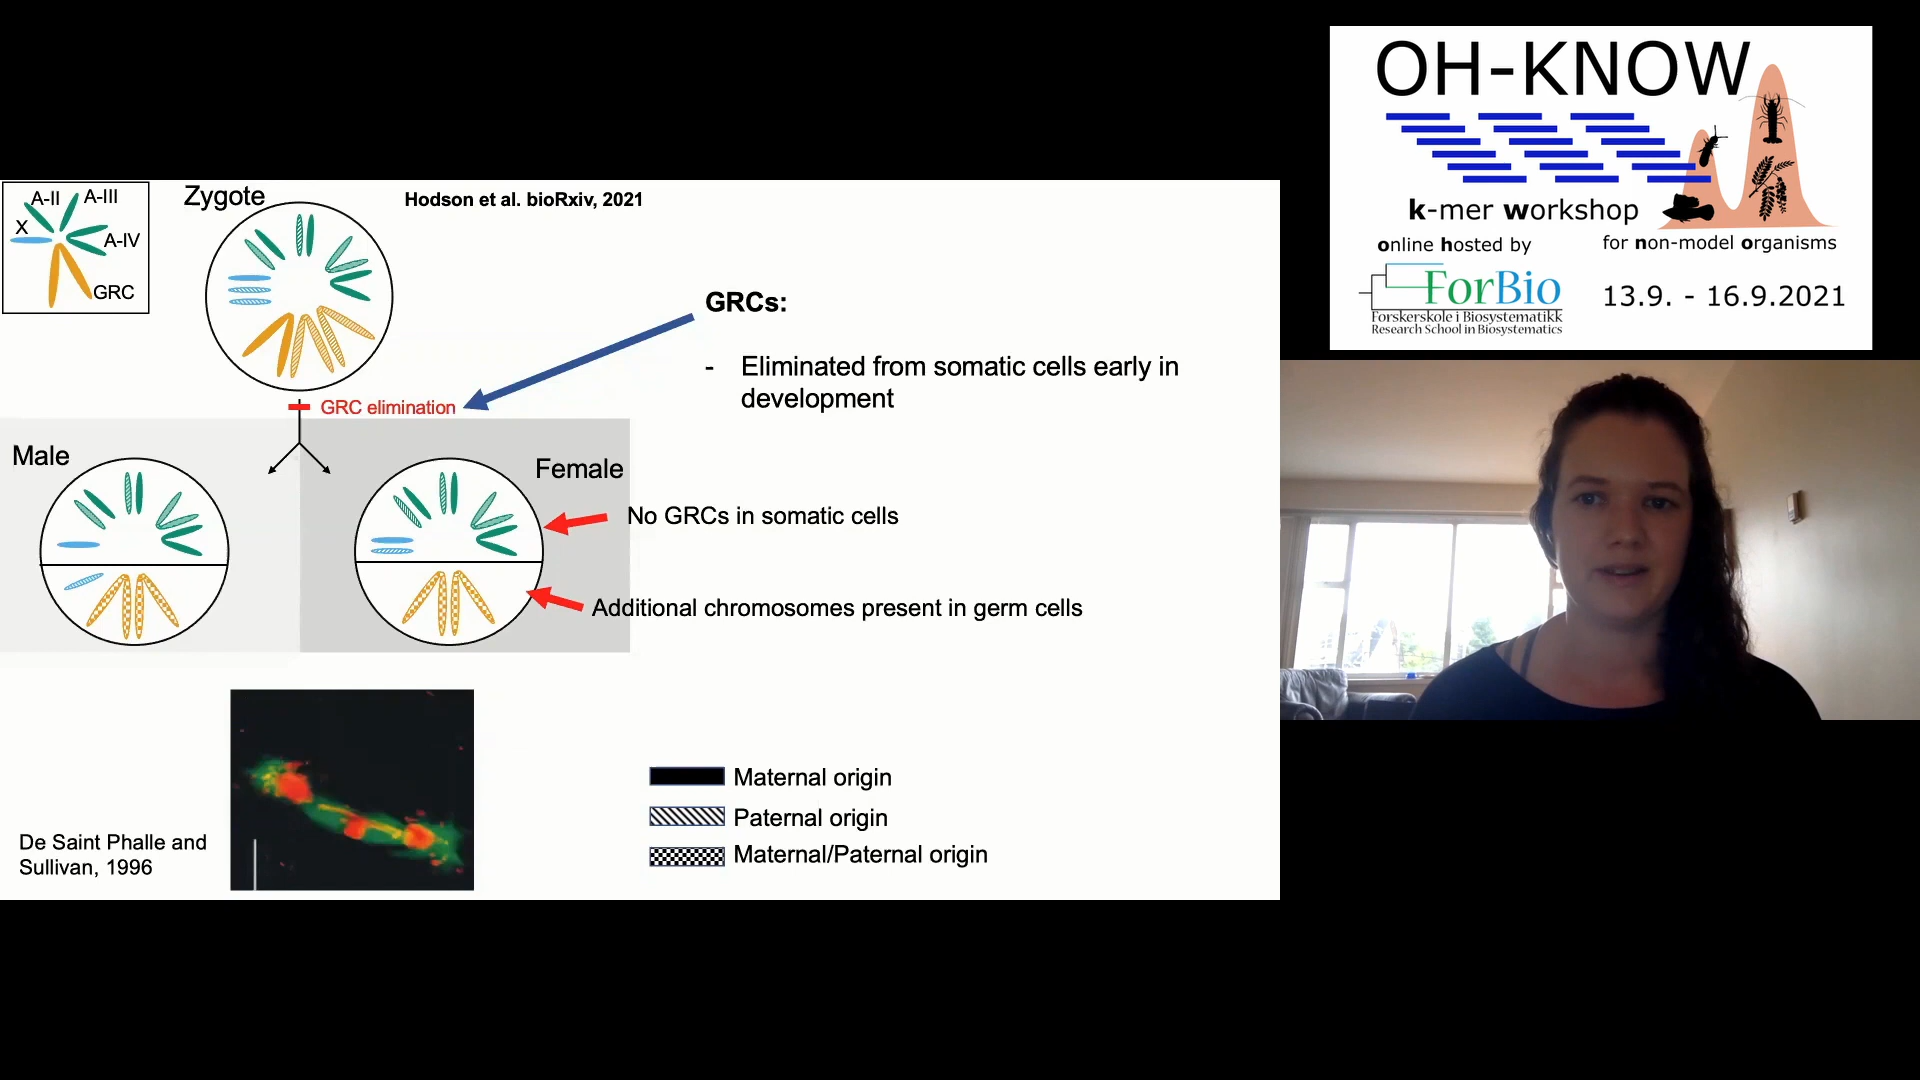 A-II
A-III
X
A-IV
GRC
Zygote
Hodson et al. bioRxiv, 2021
GRC elimination
Male
Female
GRCs:
- Eliminated from somatic cells early in
development
No GRCs in somatic cells
Additional chromosomes present in germ cells
De Saint Phalle and
Sullivan, 1996
Maternal origin
Paternal origin
Maternal/Paternal origin
OH-KNOW
k-mer workshop
online hosted by
for non-model organisms
ForBio
Forskerskole i Biosystematikk
Research School in Biosystematics
13.9. - 16.9.2021